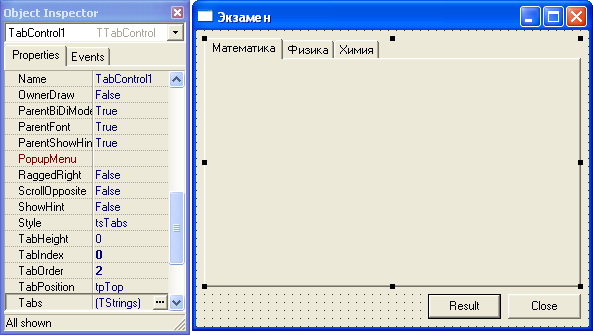 Object Inspector
TabControl1 TTabControl
Properties Events
Name TabControl1
OwnerDraw False
ParentBiDiMode True
ParentFont True
ParentShowHin True
PopupMenu
RaggedRight False
ScrollOpposite False
ShowHint False
Style tsTabs
TabHeight 0
TabIndex 0
TabOrder 2
TabPosition tpTop
Tabs (TStrings) ...
All shown
Экзамен
Математика Физика Химия
Result Close